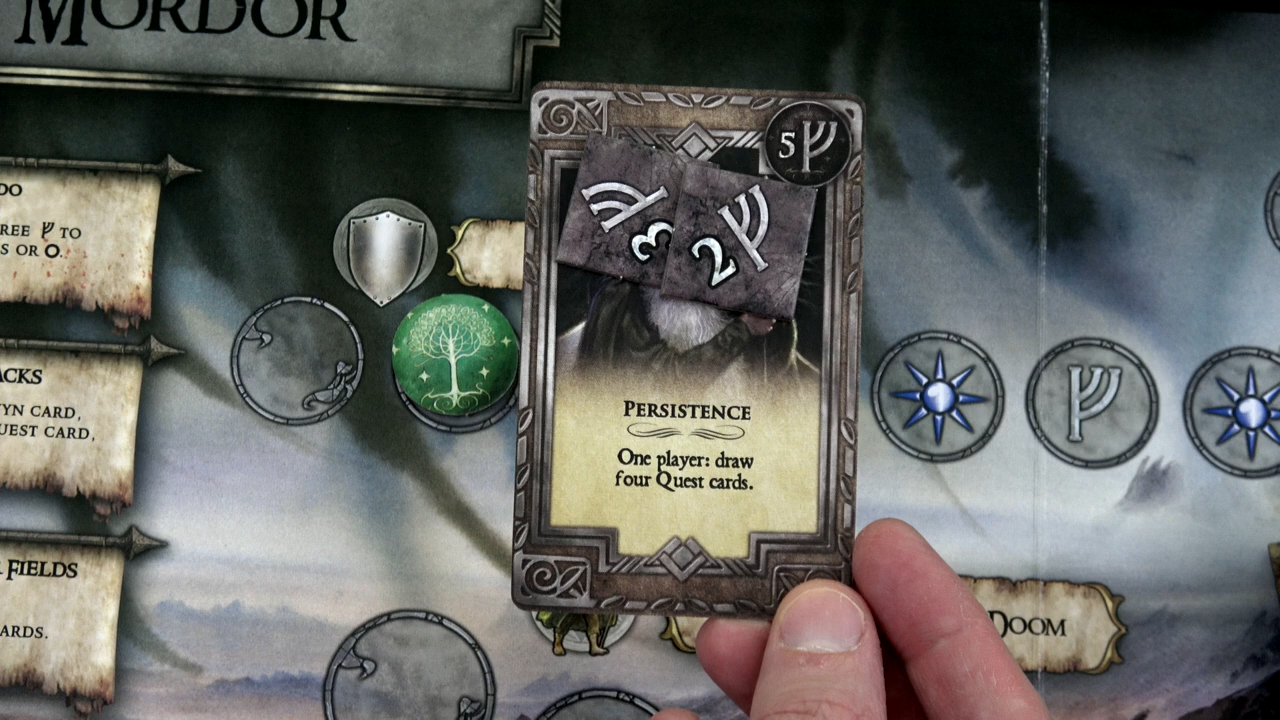 MORDOR
DO
REE TO
S OR
ACKS
YN CARD,
UEST CARD,
FIELDS
ARDS.
5
3
2
PERSISTENCE
One player: draw
four Quest cards.
DOOM